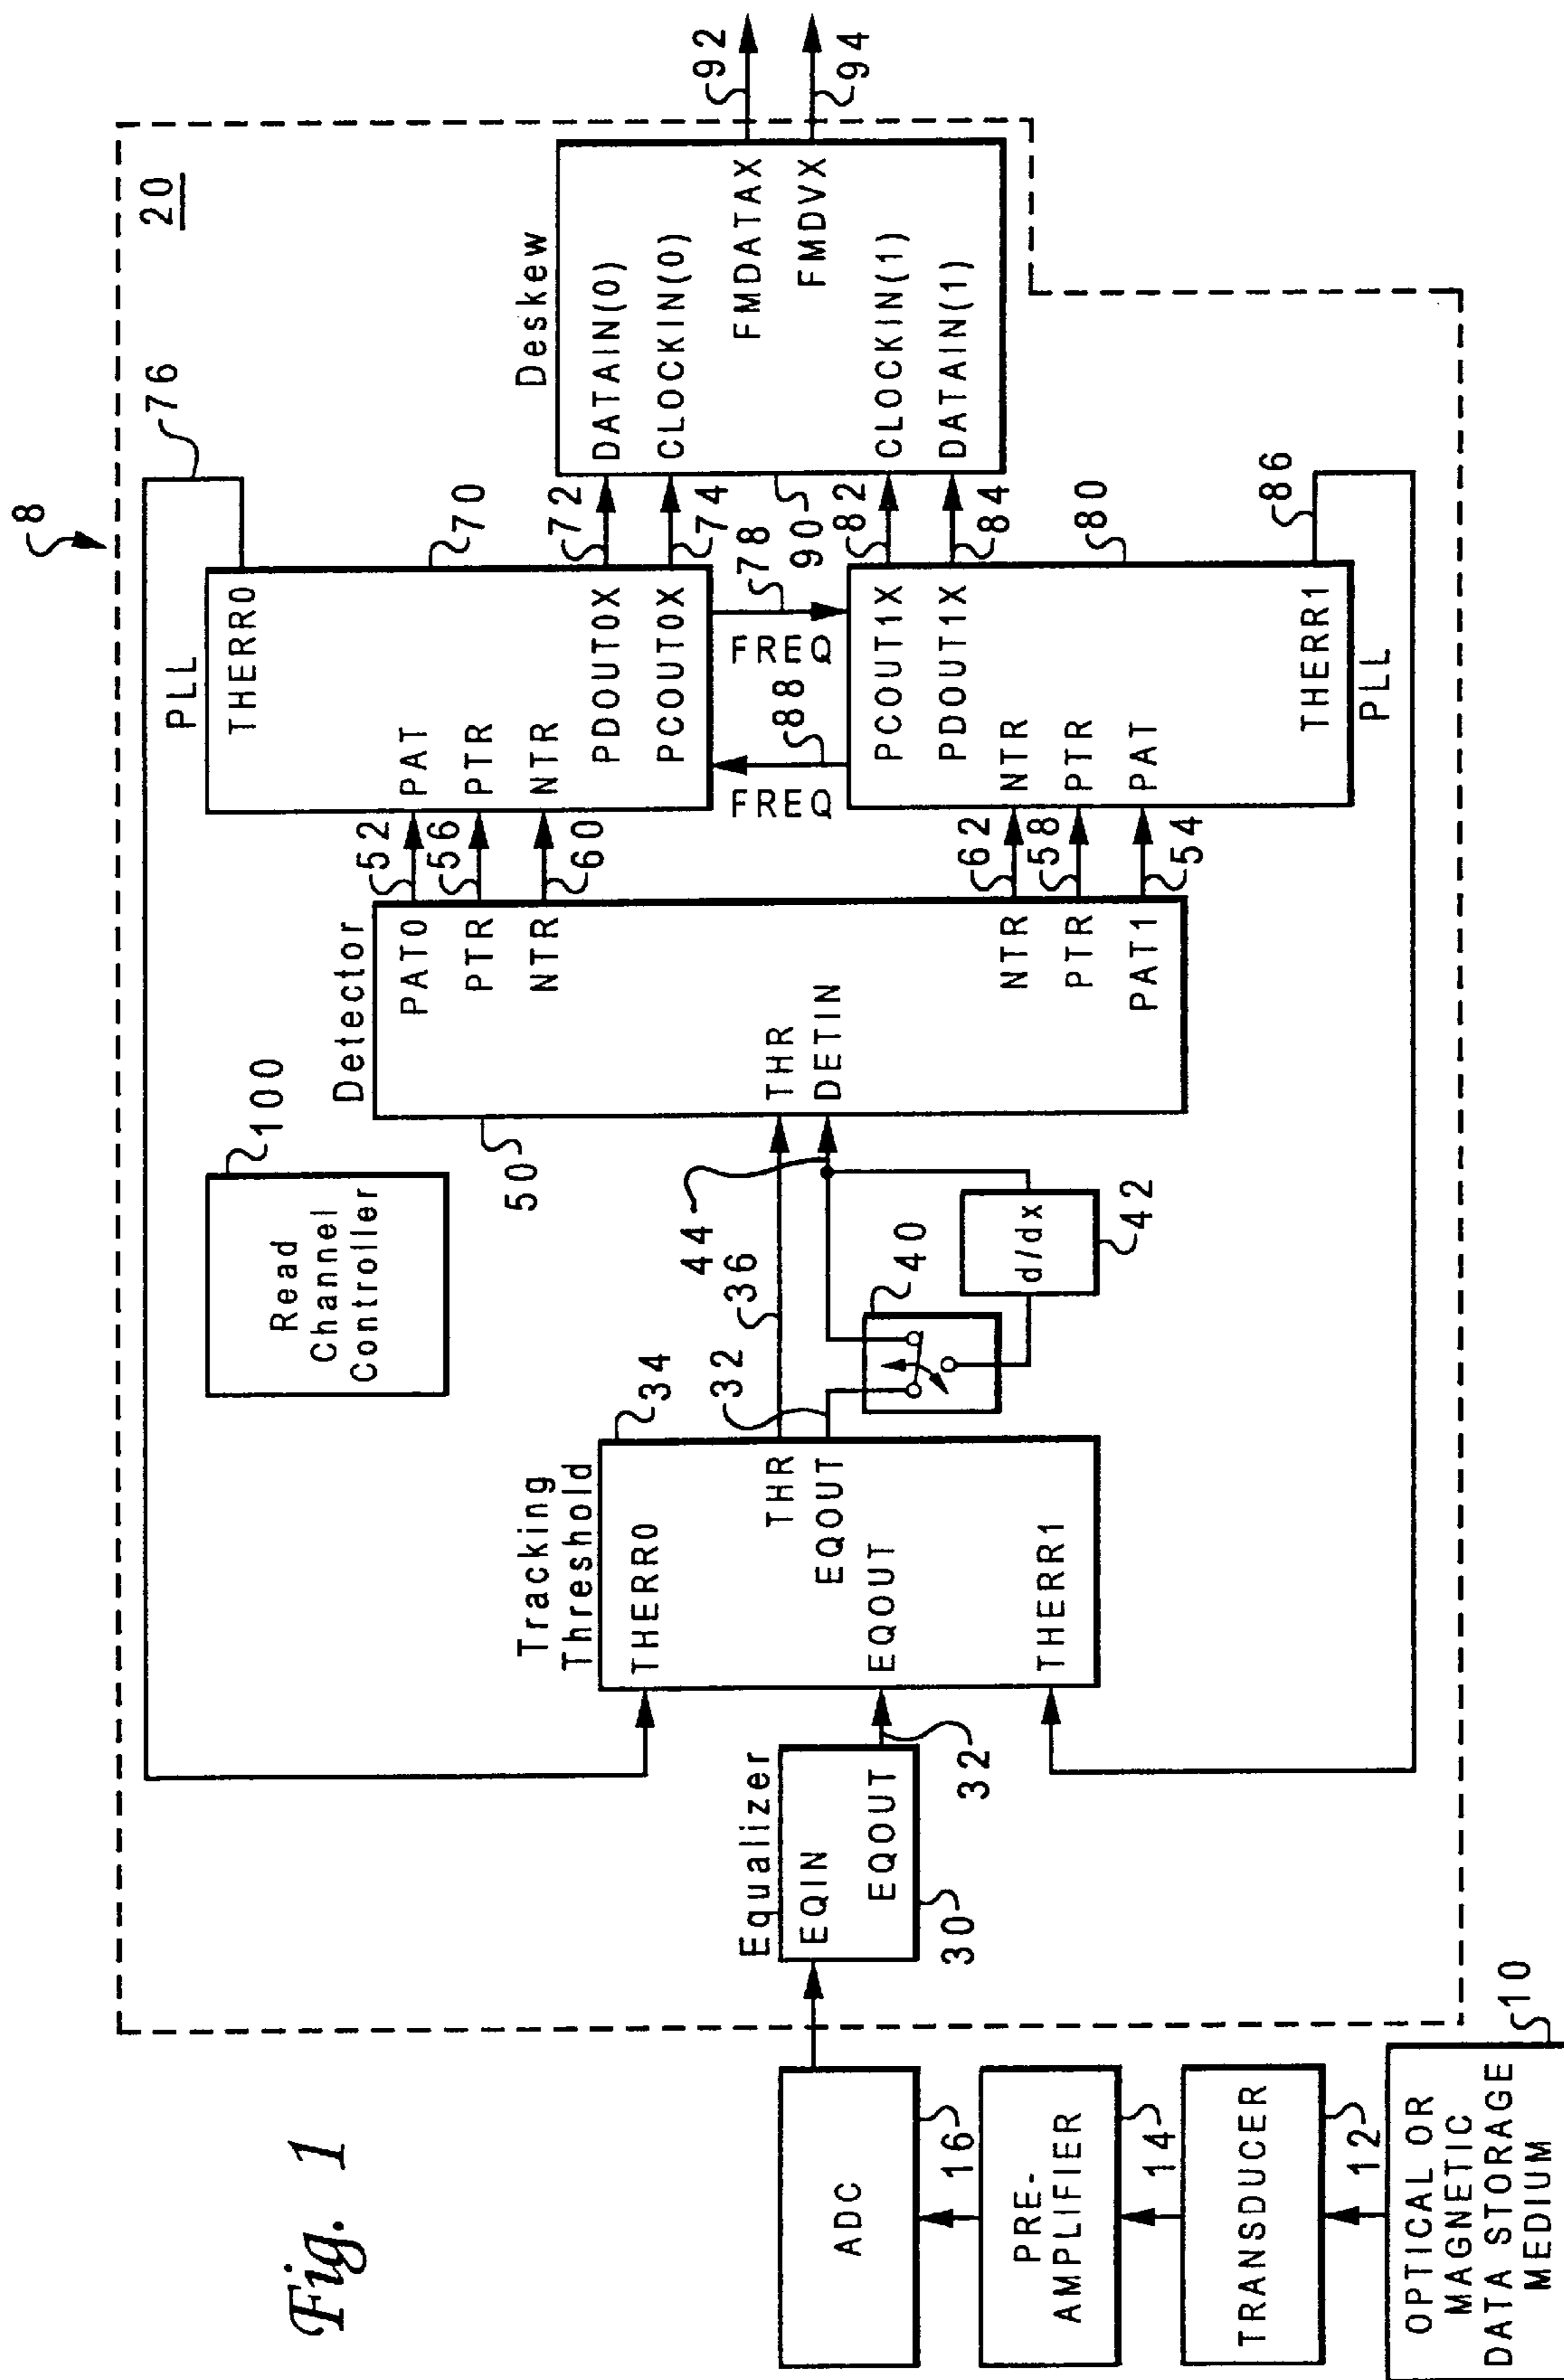 Fig. 1
8
20
OPTICAL OR
MAGNETIC
DATA STORAGE
MEDIUM
10
TRANSDUCER
12
PRE-
AMPLIFIER
14
ADC
16
Equalizer
EQIN
EQOUT
30
32
Tracking
Threshold
THERR0
THR
EQOUT
EQOUT
THERR1
34
32
36
40
d/dx
42
44
Read
Channel
Controller
100
Detector
PAT0
PTR
NTR
THR
DETIN
NTR
PTR
PAT1
50
52
56
60
62
58
54
PLL
THERR0
PAT
PTR
NTR
PDOUT0X
PCOUT0X
70
76
72
74
FREQ
78
FREQ
88
PCOUT1X
PDOUT1X
NTR
PTR
PAT
THERR1
PLL
80
86
82
84
90
Deskew
DATAIN(0)
CLOCKIN(0)
FMDATAX
FMDVX
CLOCKIN(1)
DATAIN(1)
92
94